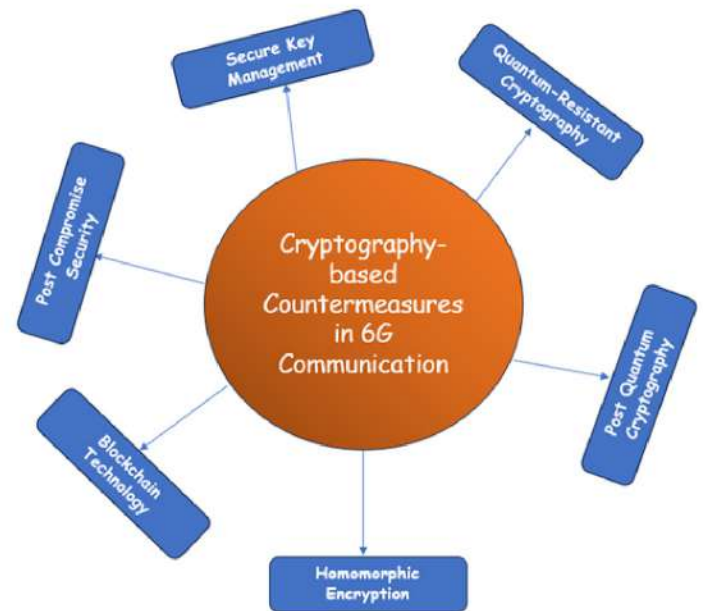 Secure Key
Management
Quantum-Resistant
Cryptography
Post Compromise
Security
Cryptography-
based
Countermeasures
in 6G
Communication
Post Quantum
Cryptography
Blockchain
Technology
Homomorphic
Encryption